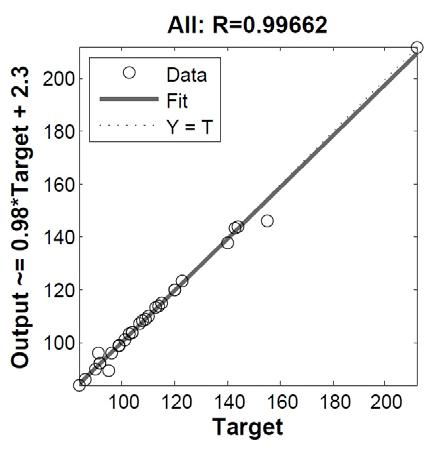 All: R=0.99662
Data
Fit
Y = T
Output ~= 0.98*Target + 2.3
200
180
160
140
120
100
100 120 140 160 180 200
Target